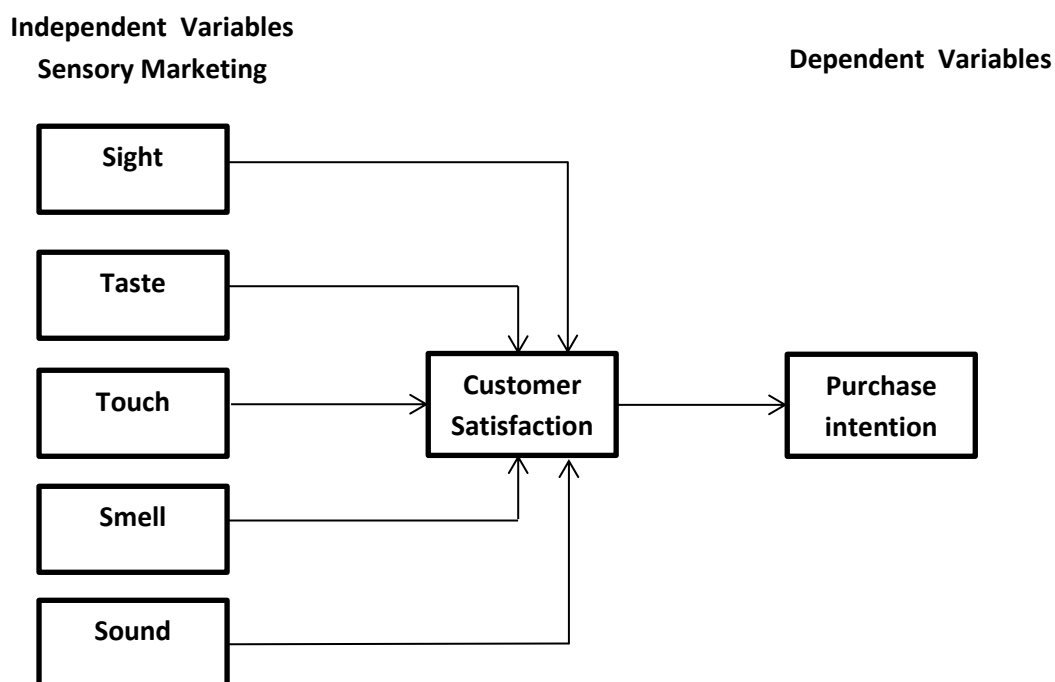 Independent Variables
Sensory Marketing
Dependent Variables
Sight
Taste
Touch
Smell
Sound
Customer
Satisfaction
Purchase
intention